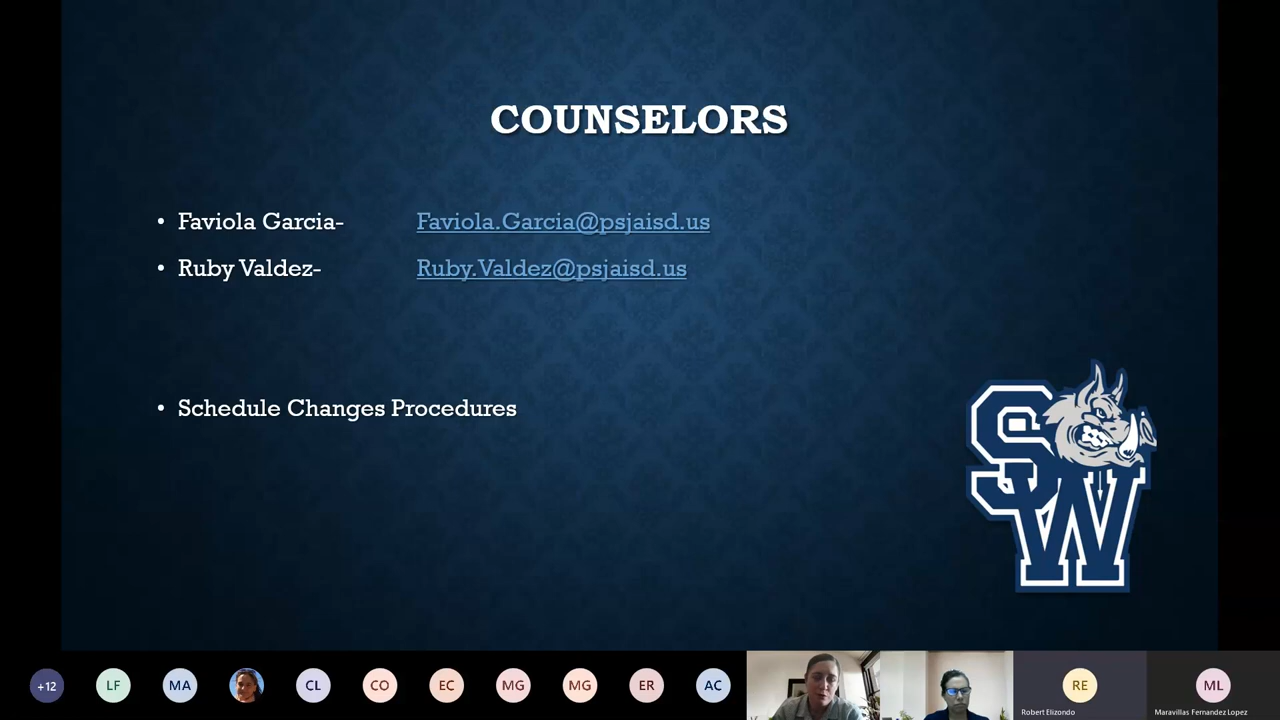 COUNSELORS
• Faviola Garcia- Faviola.Garcia@psjaisd.us
• Ruby Valdez- Ruby.Valdez@psjaisd.us
• Schedule Changes Procedures
SW
+12 LF MA CL CO EC MG MG ER AC RE ML
Robert Elizondo Maravillas Fernandez Lopez